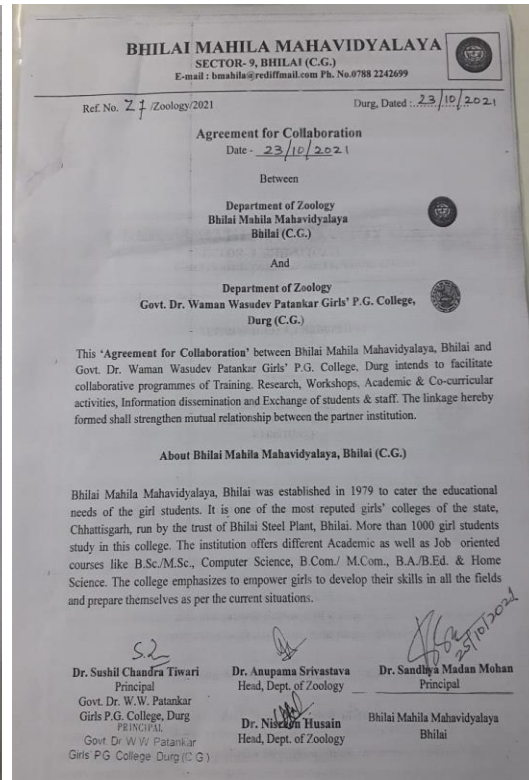 BHILAI MAHILA MAHAVIDYALAYA
SECTOR- 9, BHILAI (C.G.)
E-mail : bmahila@rediffmail.com Ph. No.0788 2242699
Ref. No. 27 /Zoology/2021
Durg, Dated :.23/10/2021
Agreement for Collaboration
Date - 23/10/2021
Between
Department of Zoology
Bhilai Mahila Mahavidyalaya
Bhilai (C.G.)
And
Department of Zoology
Govt. Dr. Waman Wasudev Patankar Girls' P.G. College,
Durg (C.G.)
This 'Agreement for Collaboration' between Bhilai Mahila Mahavidyalaya, Bhilai and
Govt. Dr. Waman Wasudev Patankar Girls' P.G. College, Durg intends to facilitate
collaborative programmes of Training. Research, Workshops, Academic & Co-curricular
activities, Information dissemination and Exchange of students & staff. The linkage hereby
formed shall strengthen mutual relationship between the partner institution.
About Bhilai Mahila Mahavidyalaya, Bhilai (C.G.)
Bhilai Mahila Mahavidyalaya, Bhilai was established in 1979 to cater the educational
needs of the girl students. It is one of the most reputed girls' colleges of the state,
Chhattisgarh, run by the trust of Bhilai Steel Plant, Bhilai. More than 1000 girl students
study in this college. The institution offers different Academic as well as Job oriented
courses like B.Sc./M.Sc., Computer Science, B.Com./ M.Com., B.A./B.Ed. & Home
Science. The college emphasizes to empower girls to develop their skills in all the fields
and prepare themselves as per the current situations.
25/10/2021
Dr. Sushil Chandra Tiwari
Principal
Govt. Dr. W.W. Patankar
Girls P.G. College, Durg
PRINCIPAL
Govt Dr W W Patankar
Girls' PG College Durg (C G )
Dr. Anupama Srivastava
Head, Dept. of Zoology
Dr. Husain
Head, Dept. of Zoology
Dr. Sandhya Madan Mohan
Principal
Bhilai Mahila Mahavidyalaya
Bhilai